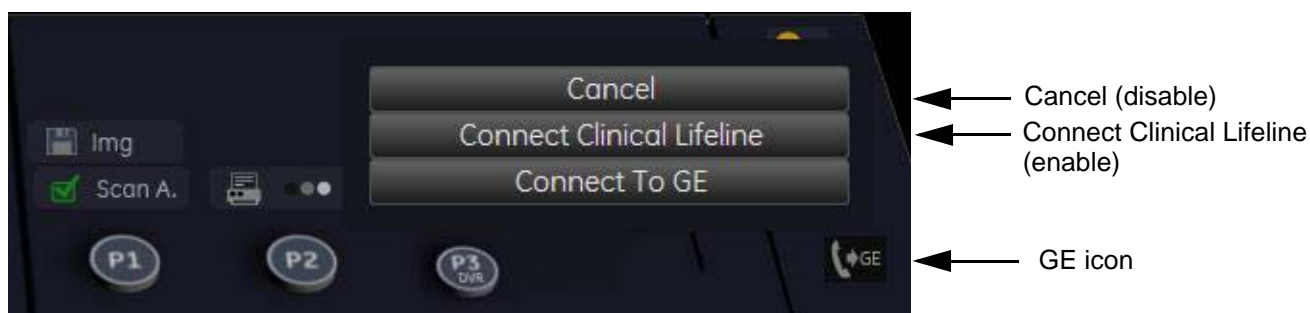 Cancel
Connect Clinical Lifeline
Connect To GE
Img
Scan A.
P1
P2
P3
DVR
GE
Cancel (disable)
Connect Clinical Lifeline
(enable)
GE icon